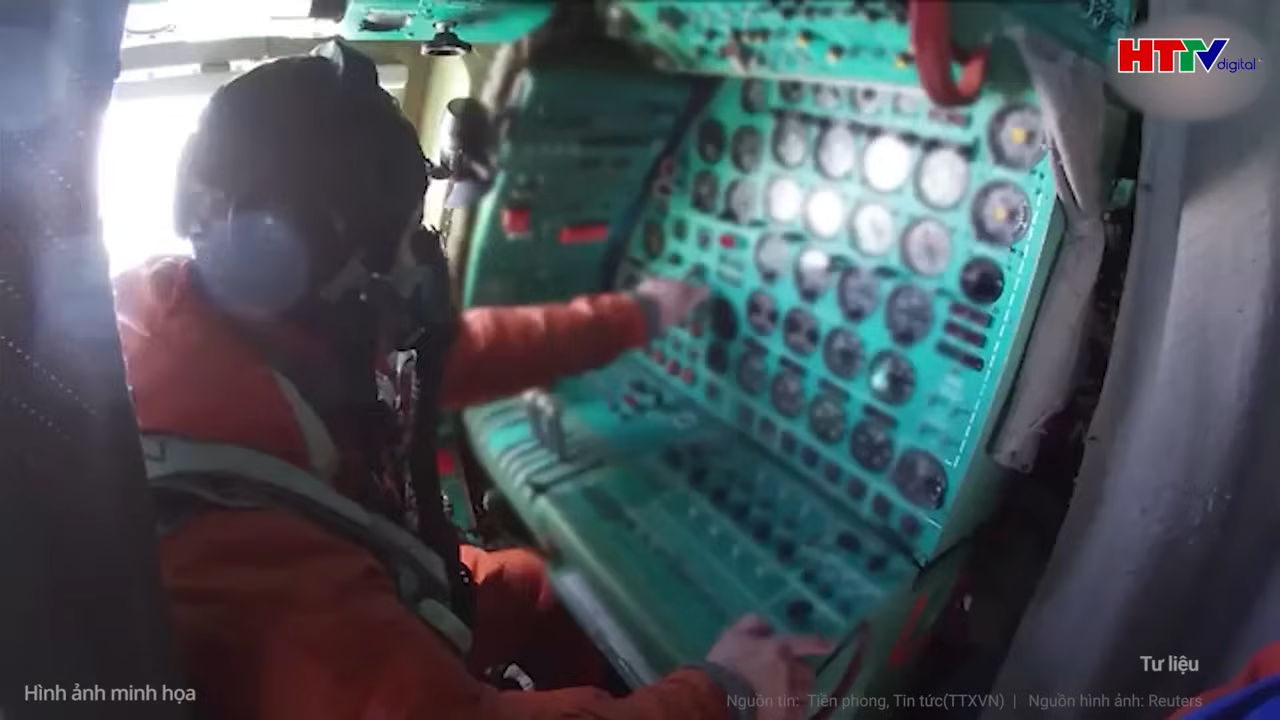 HTTV digital
Tư liệu
Hình ảnh minh họa
Nguồn tin: Tiền phong, Tin tức(TTXVN) | Nguồn hình ảnh: Reuters